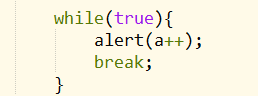 while(true){
    alert(a++);
    break;
}